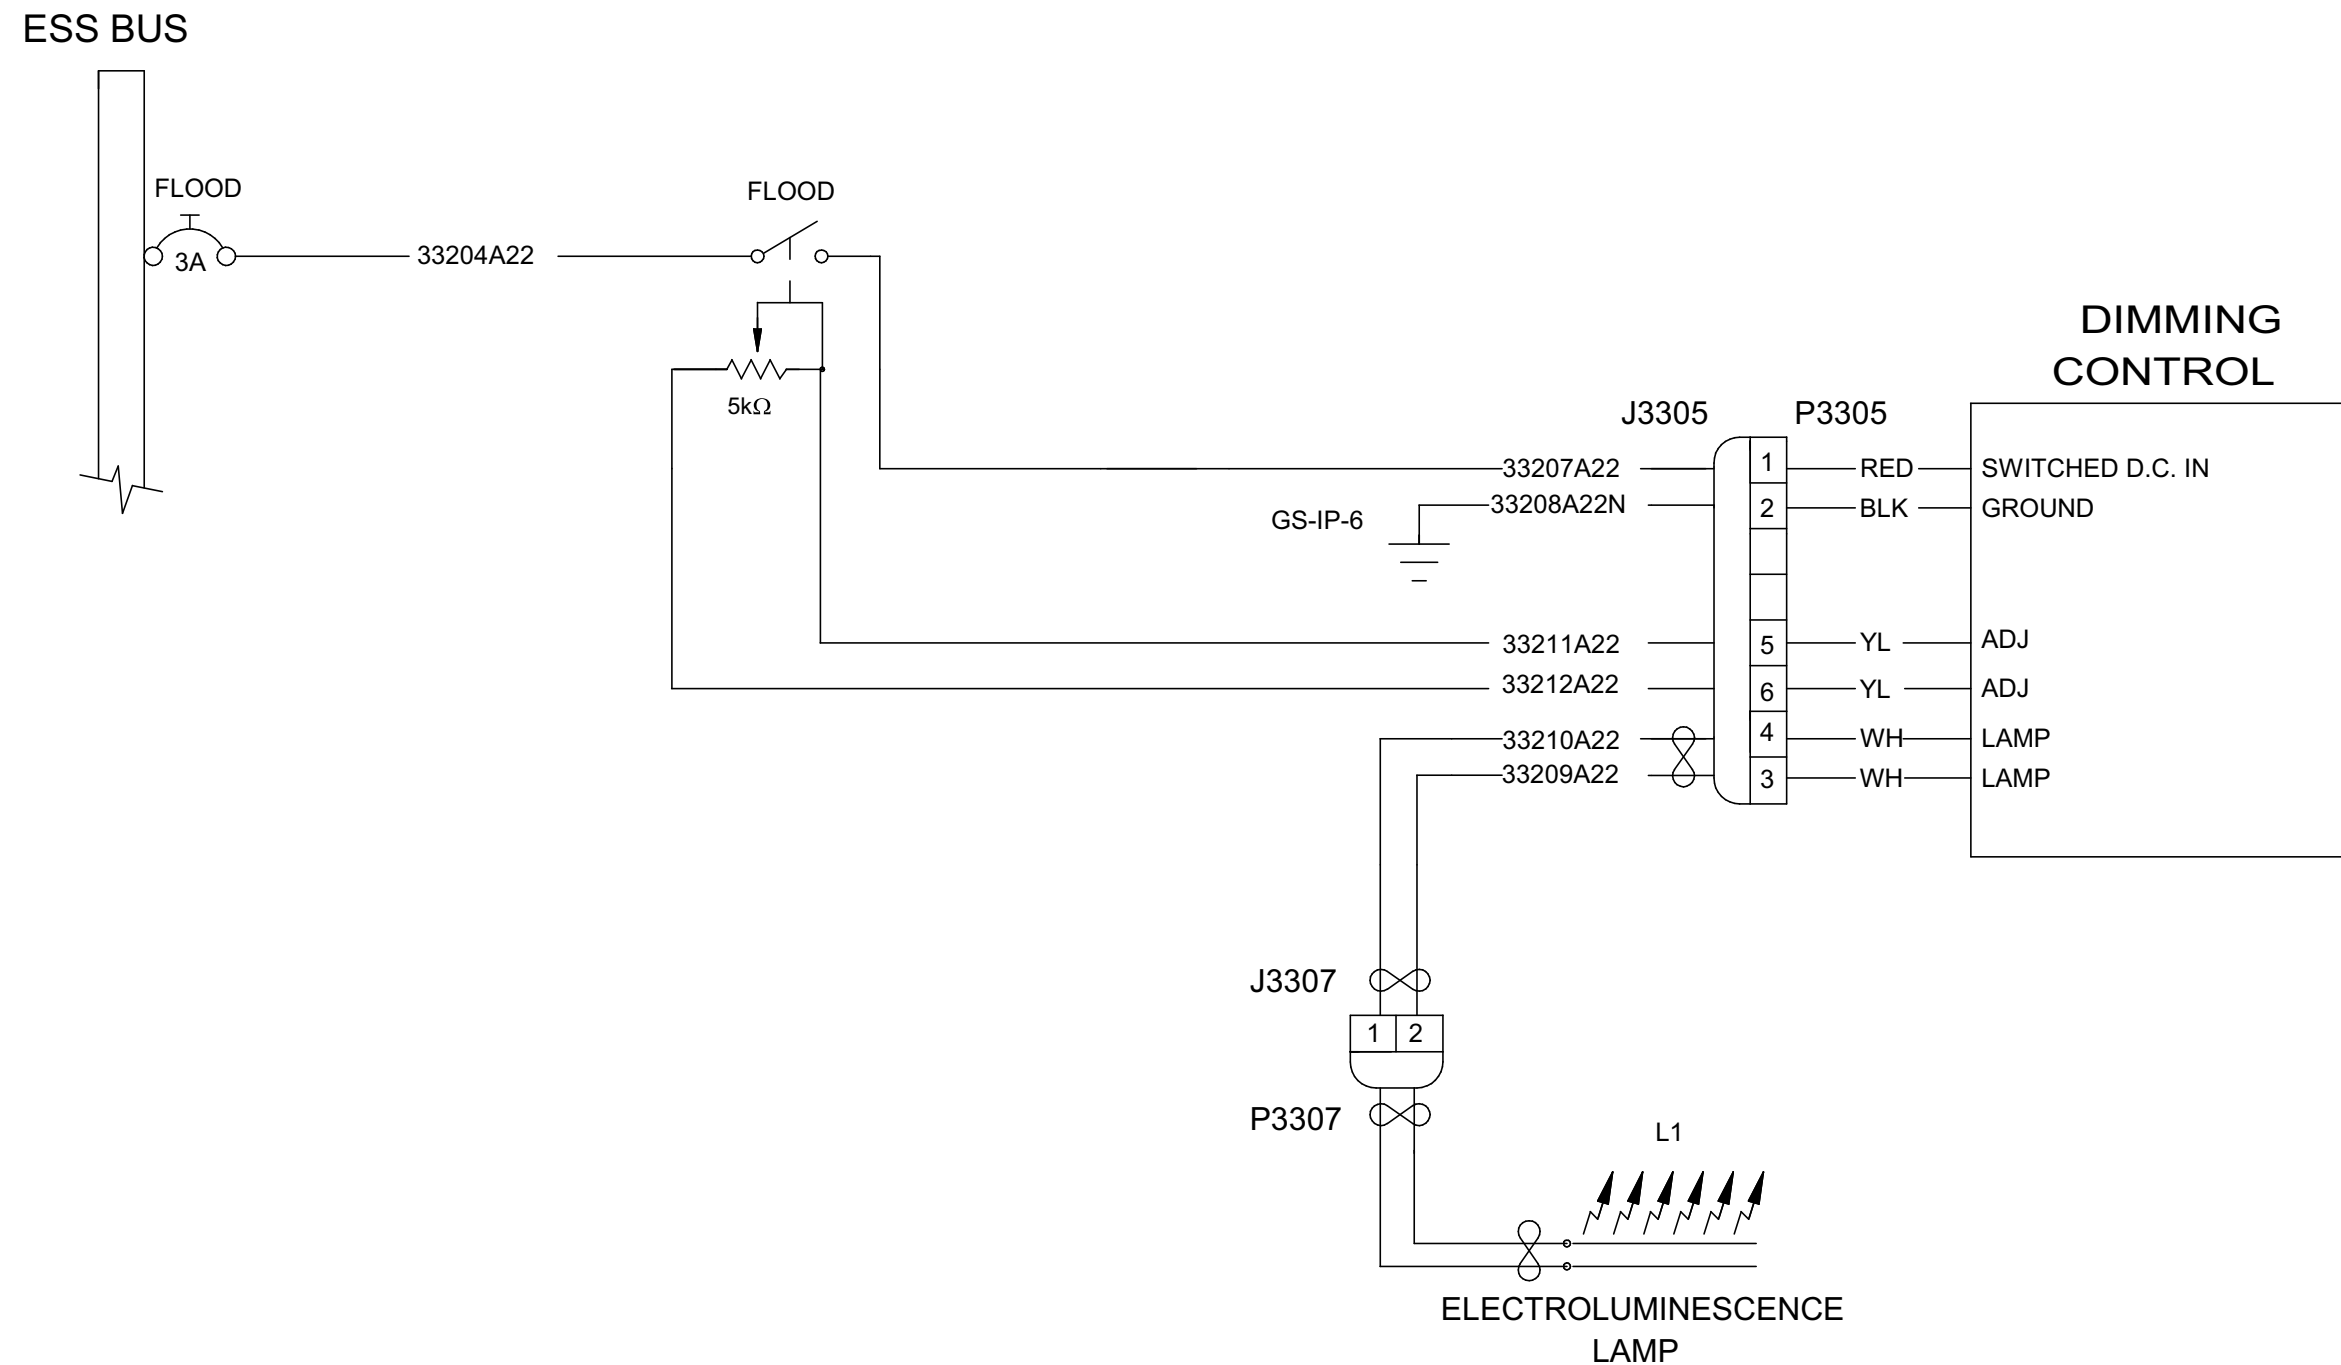 ESS BUS
FLOOD
3A
33204A22
FLOOD
5kΩ
DIMMING
CONTROL
J3305
P3305
33207A22
1
RED
SWITCHED D.C. IN
GS-IP-6
33208A22N
2
BLK
GROUND
33211A22
5
YL
ADJ
33212A22
6
YL
ADJ
33210A22
4
WH
LAMP
33209A22
3
WH
LAMP
J3307
1 2
P3307
L1
ELECTROLUMINESCENCE
LAMP